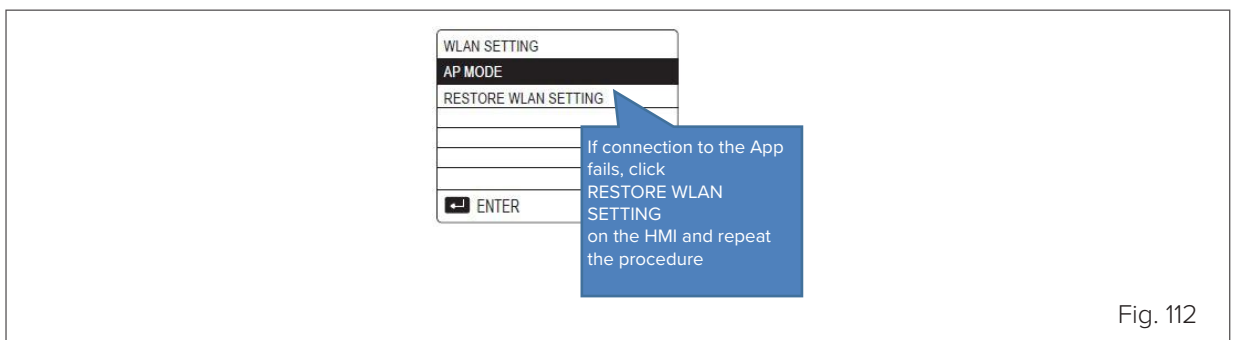 WLAN SETTING
AP MODE
RESTORE WLAN SETTING
ENTER
If connection to the App
fails, click
RESTORE WLAN
SETTING
on the HMI and repeat
the procedure
Fig. 112